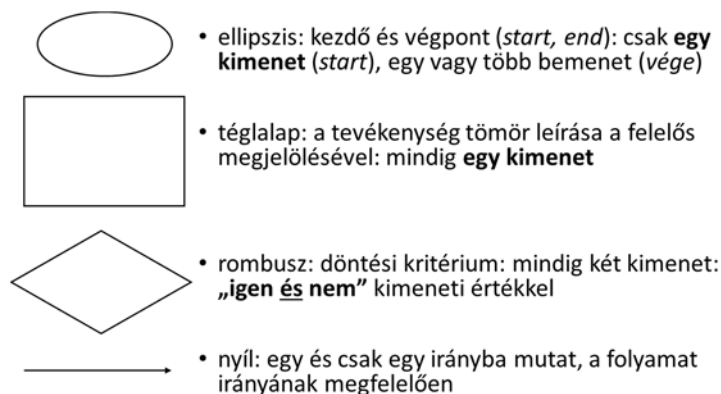 • ellipszis: kezdő és végpont (start, end): csak egy
kimenet (start), egy vagy több bemenet (vége)
• téglalap: a tevékenység tömör leírása a felelős
megjelölésével: mindig egy kimenet
• rombusz: döntési kritérium: mindig két kimenet:
„igen és nem” kimeneti értékkel
• nyíl: egy és csak egy irányba mutat, a folyamat
irányának megfelelően